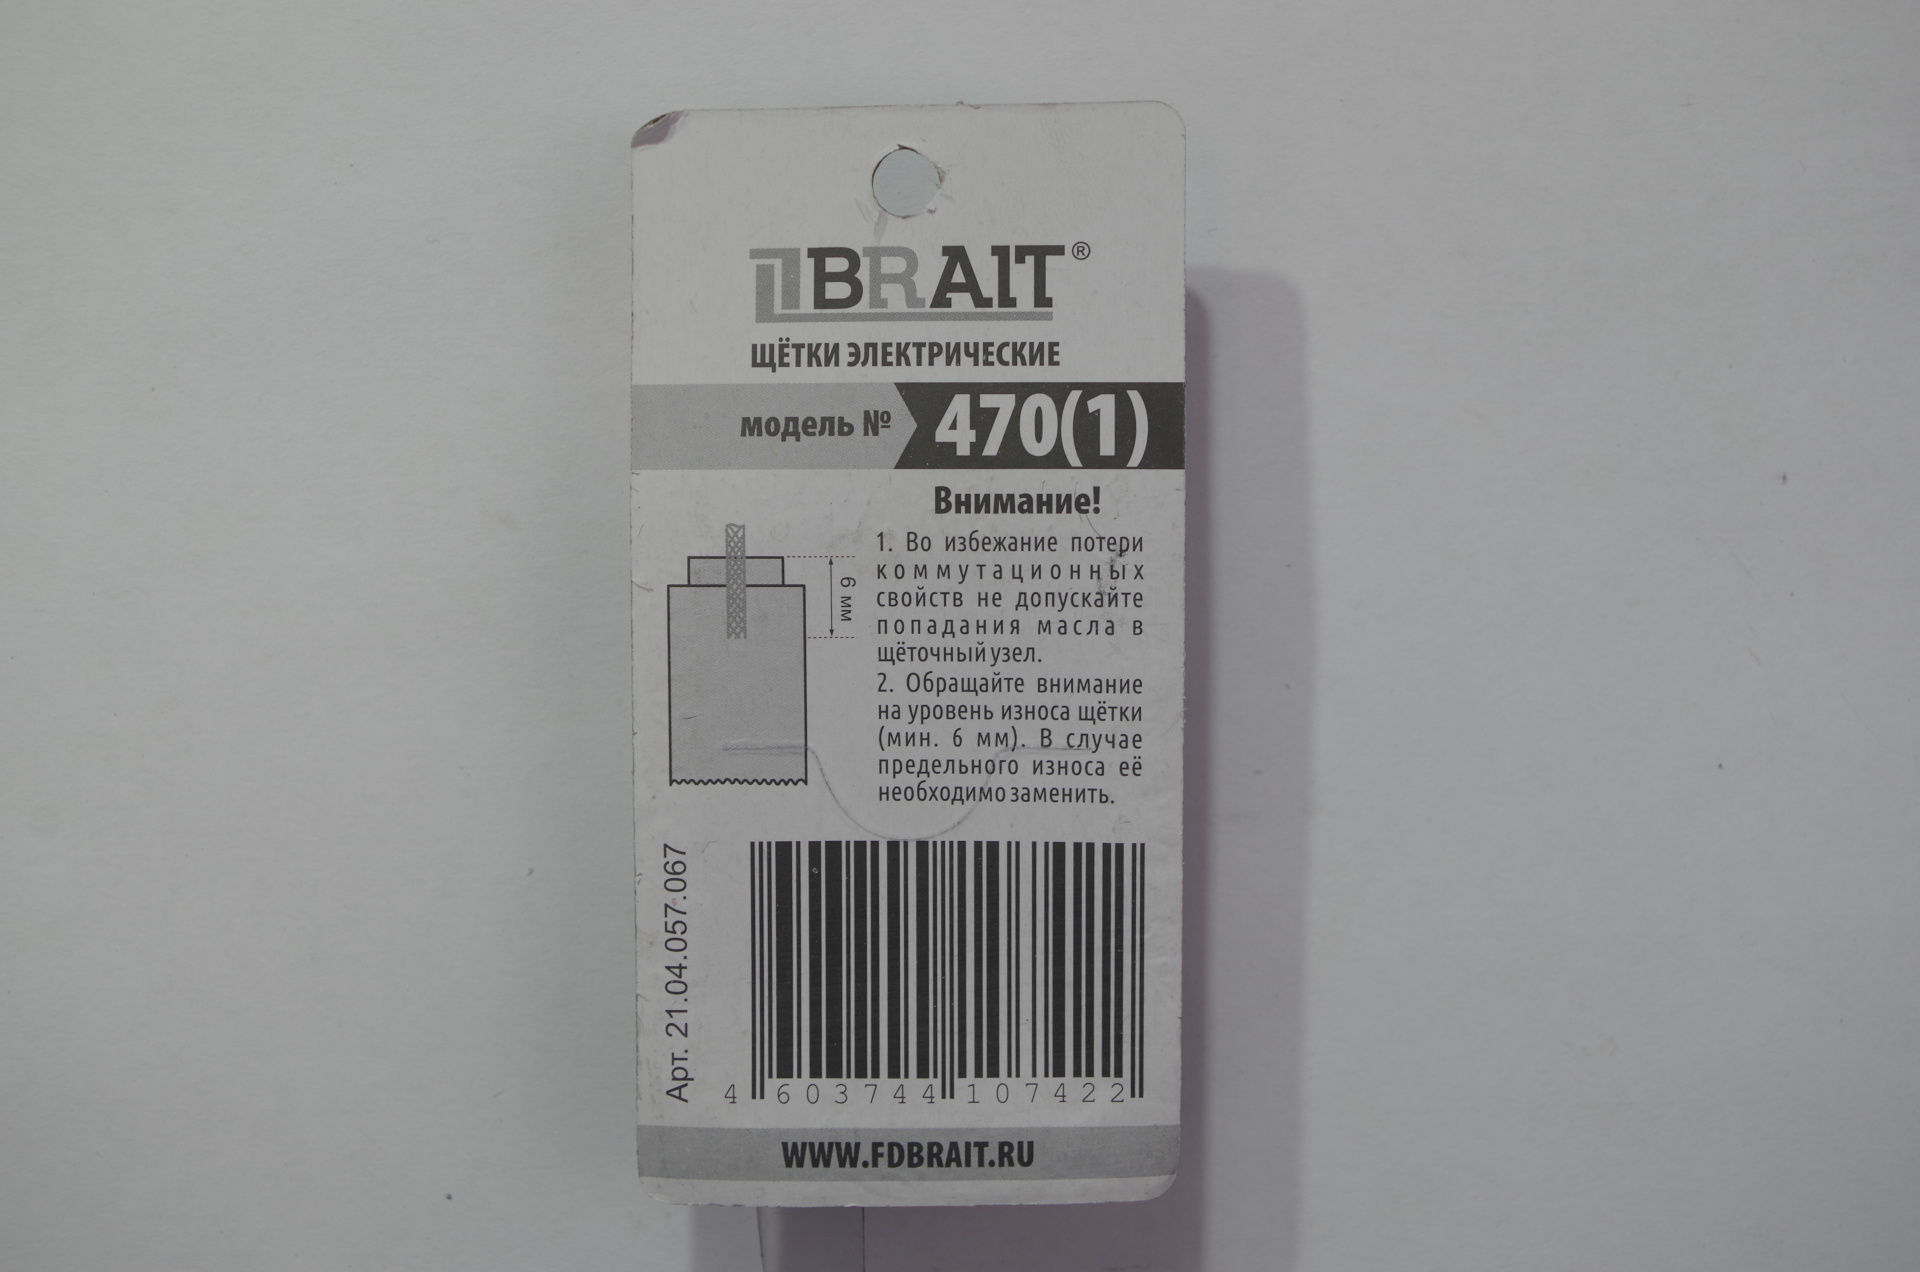 BRAIT®
ЩЁТКИ ЭЛЕКТРИЧЕСКИЕ
модель № 470(1)
Внимание!
6 мм
1. Во избежание потери
коммутационных
свойств не допускайте
попадания масла в
щёточный узел.
2. Обращайте внимание
на уровень износа щётки
(мин. 6 мм). В случае
предельного износа её
необходимо заменить.
Арт. 21.04.057.067
4 603744 107422
WWW.FDBRAIT.RU